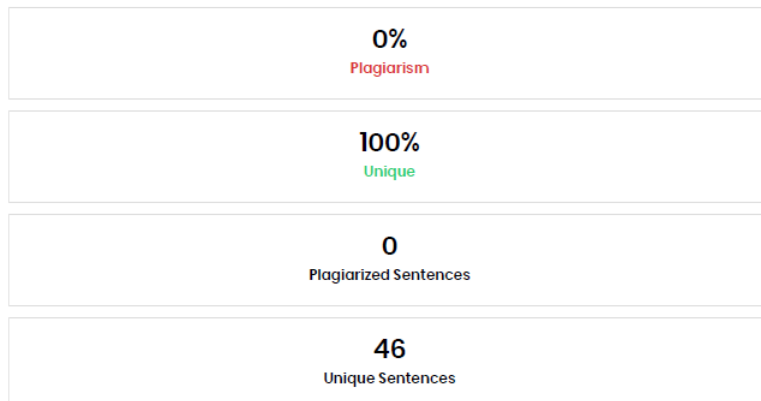 0%
Plagiarism
100%
Unique
0
Plagiarized Sentences
46
Unique Sentences